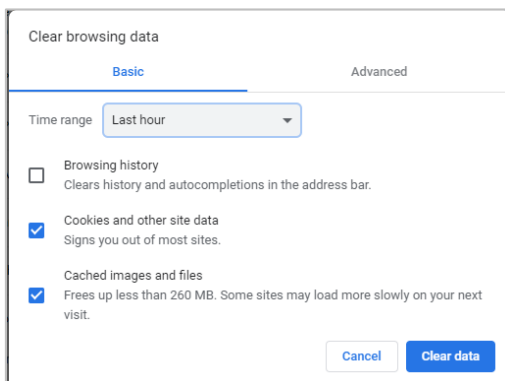 Clear browsing data
Basic Advanced
Time range Last hour
Browsing history
Clears history and autocompletions in the address bar.
Cookies and other site data
Signs you out of most sites.
Cached images and files
Frees up less than 260 MB. Some sites may load more slowly on your next
visit.
Cancel Clear data